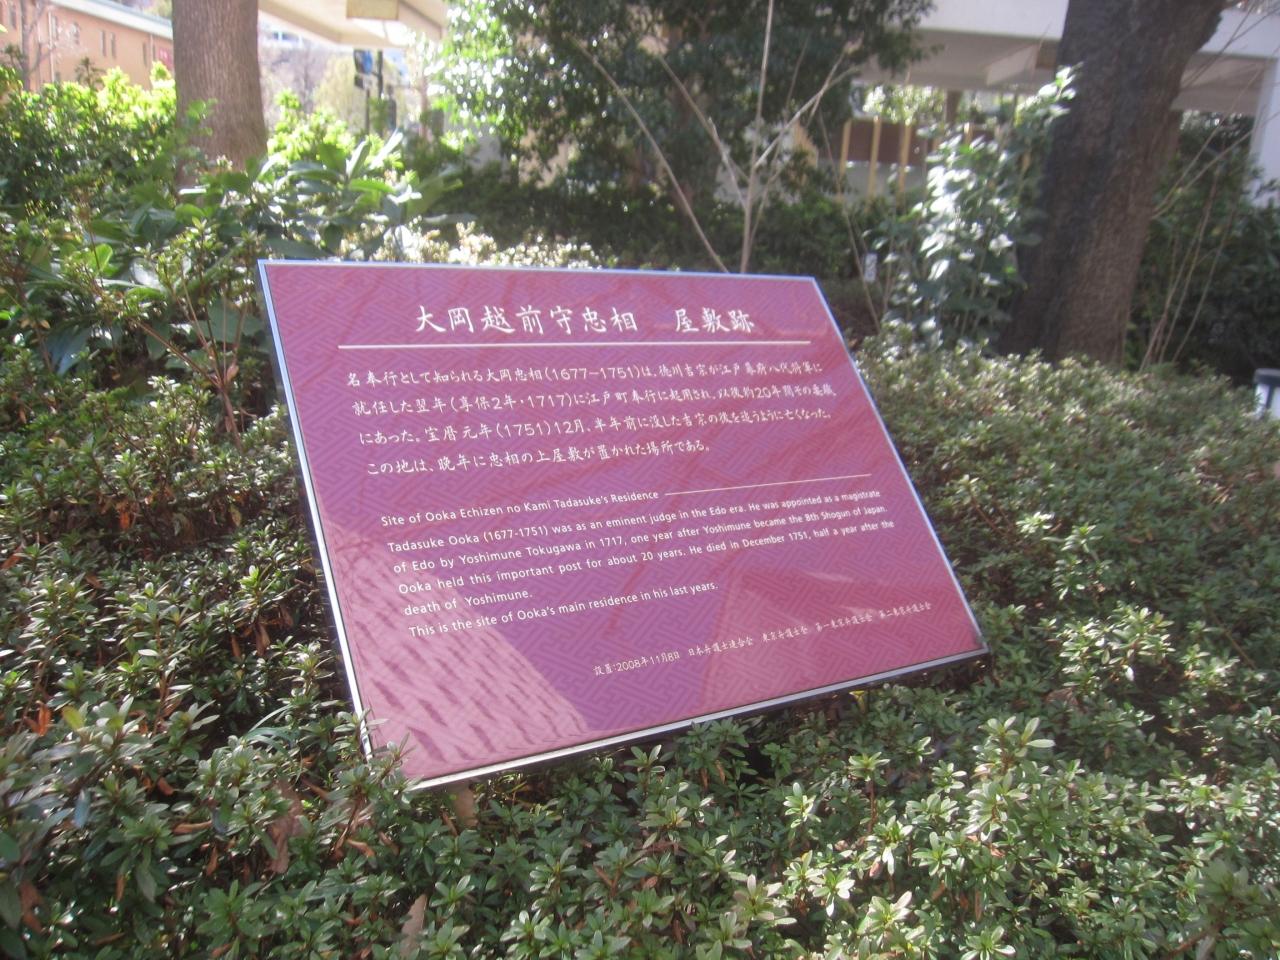 大岡越前守忠相　屋敷跡
名奉行として知られる大岡忠相(1677−1751)は、徳川吉宗が江戸幕府八代将軍に
就任した翌年(享保2年・1717)に江戸町奉行に起用され、以後約20年間その要職
にあった。宝暦元年(1751)12月、半年前に没した吉宗の後を追うように亡くなった。
この地は、晩年に忠相の上屋敷が置かれた場所である。
Site of Ooka Echizen no Kami Tadasuke's Residence
Tadasuke Ooka (1677-1751) was as an eminent judge in the Edo era. He was appointed as a magistrate
of Edo by Yoshimune Tokugawa in 1717, one year after Yoshimune became the 8th Shogun of Japan.
Ooka held this important post for about 20 years. He died in December 1751, half a year after the
death of Yoshimune.
This is the site of Ooka's main residence in his last years.
設置:2008年11月8日　日本弁護士連合会　東京弁護士会　第一東京弁護士会　第二東京弁護士会